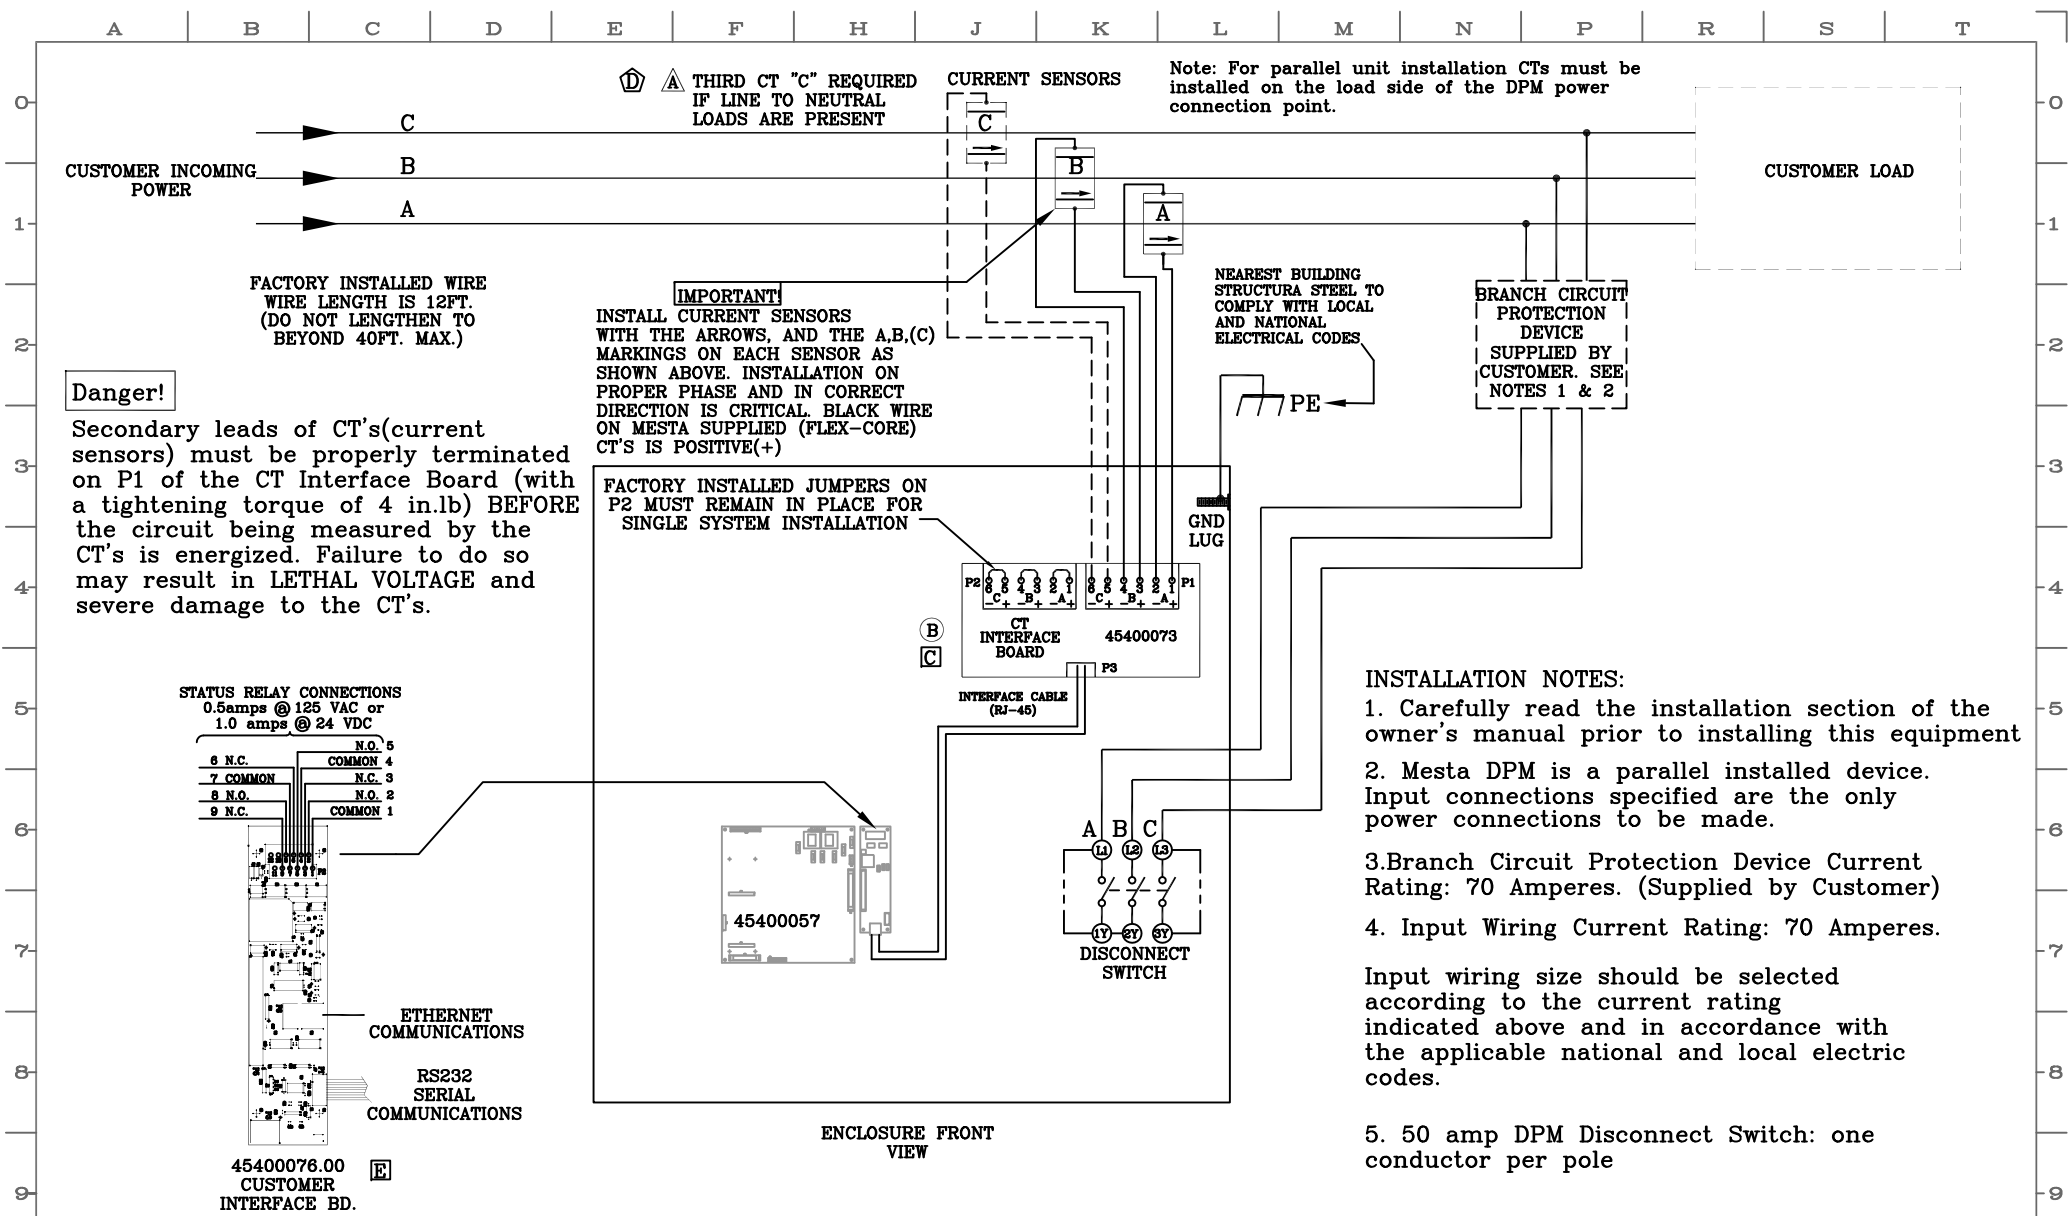 A B C D E F G H J K L M N P R S T
0 0
1 1
2 2
3 3
4 4
5 5
6 6
7 7
8 8
9 9
D A THIRD CT "C" REQUIRED
IF LINE TO NEUTRAL
LOADS ARE PRESENT
CURRENT SENSORS
Note: For parallel unit installation CTs must be
installed on the load side of the DPM power
connection point.
CUSTOMER INCOMING
POWER
C
B
A
C
B
A
CUSTOMER LOAD
FACTORY INSTALLED WIRE
WIRE LENGTH IS 12FT.
(DO NOT LENGTHEN TO
BEYOND 40FT. MAX.)
IMPORTANT!
INSTALL CURRENT SENSORS
WITH THE ARROWS, AND THE A,B,(C)
MARKINGS ON EACH SENSOR AS
SHOWN ABOVE. INSTALLATION ON
PROPER PHASE AND IN CORRECT
DIRECTION IS CRITICAL. BLACK WIRE
ON MESTA SUPPLIED (FLEX-CORE)
CT'S IS POSITIVE(+)
NEAREST BUILDING
STRUCTURA STEEL TO
COMPLY WITH LOCAL
AND NATIONAL
ELECTRICAL CODES
PE
BRANCH CIRCUIT
PROTECTION
DEVICE
SUPPLIED BY
CUSTOMER. SEE
NOTES 1 & 2
Danger!
Secondary leads of CT's(current
sensors) must be properly terminated
on P1 of the CT Interface Board (with
a tightening torque of 4 in.lb) BEFORE
the circuit being measured by the
CT's is energized. Failure to do so
may result in LETHAL VOLTAGE and
severe damage to the CT's.
FACTORY INSTALLED JUMPERS ON
P2 MUST REMAIN IN PLACE FOR
SINGLE SYSTEM INSTALLATION
GND
LUG
P2 6 5 4 3 2 1 6 5 4 3 2 1 P1
-C+ -B+ -A+ -C+ -B+ -A+
CT
INTERFACE
BOARD
45400073
B
C
P3
INTERFACE CABLE
(RJ-45)
STATUS RELAY CONNECTIONS
0.5amps @ 125 VAC or
1.0 amps @ 24 VDC
N.O. 5
6 N.C. COMMON 4
7 COMMON N.C. 3
8 N.O. N.O. 2
9 N.C. COMMON 1
ETHERNET
COMMUNICATIONS
RS232
SERIAL
COMMUNICATIONS
45400076.00
CUSTOMER
INTERFACE BD.
E
45400057
A B C
L1 L2 L3
1Y 2Y 3Y
DISCONNECT
SWITCH
ENCLOSURE FRONT
VIEW
INSTALLATION NOTES:
1. Carefully read the installation section of the
owner's manual prior to installing this equipment
2. Mesta DPM is a parallel installed device.
Input connections specified are the only
power connections to be made.
3.Branch Circuit Protection Device Current
Rating: 70 Amperes. (Supplied by Customer)
4. Input Wiring Current Rating: 70 Amperes.
Input wiring size should be selected
according to the current rating
indicated above and in accordance with
the applicable national and local electric
codes.
5. 50 amp DPM Disconnect Switch: one
conductor per pole